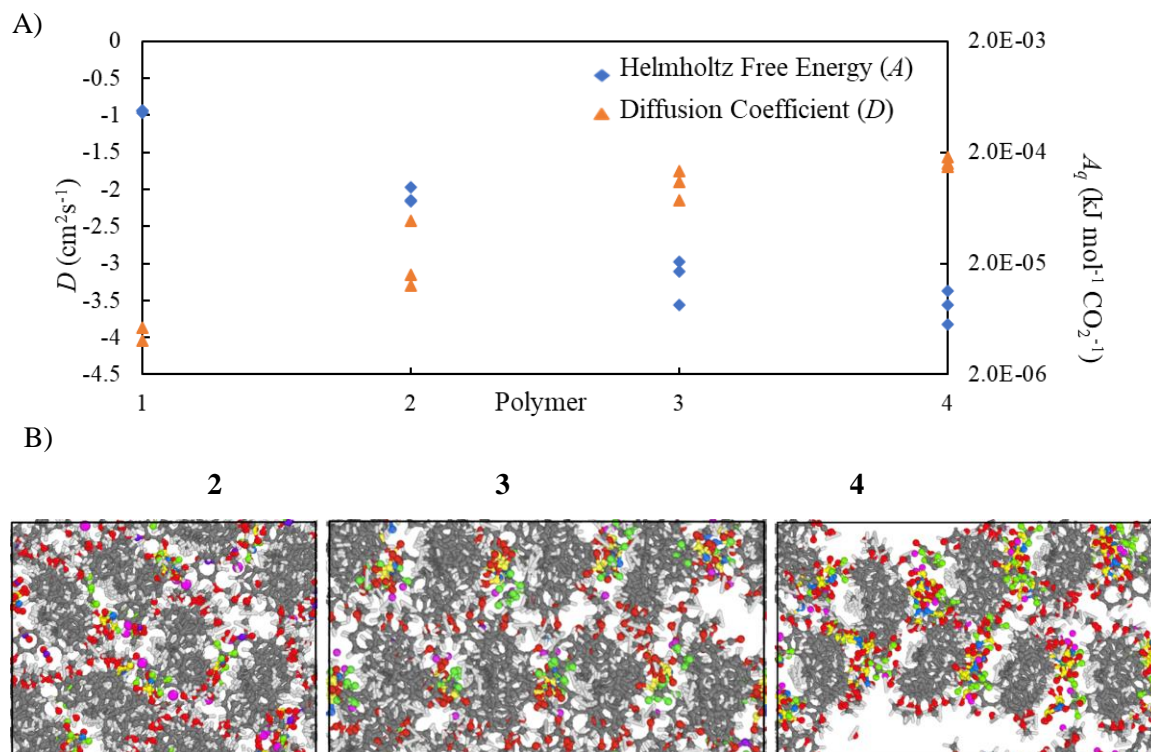 A)
0
-0.5
-1
-1.5
-2
-2.5
-3
-3.5
-4
-4.5
D (cm²s⁻¹)
Helmholtz Free Energy (A)
Diffusion Coefficient (D)
2.0E-03
2.0E-04
2.0E-05
2.0E-06
A_q (kJ mol⁻¹ CO₂⁻¹)
1
2
Polymer
3
4
B)
2
3
4